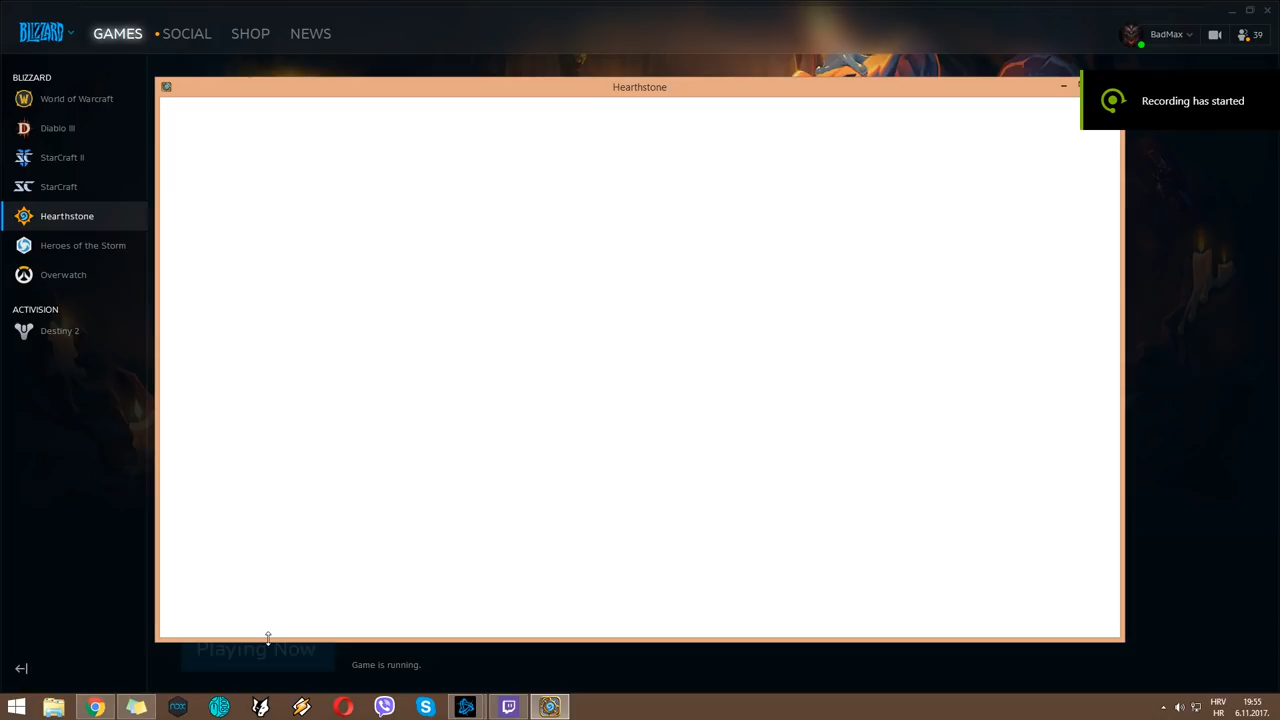 BLIZZARD
GAMES
SOCIAL
SHOP
NEWS
BadMax
39
BLIZZARD
World of Warcraft
Diablo III
StarCraft II
StarCraft
Hearthstone
Heroes of the Storm
Overwatch
ACTIVISION
Destiny 2
Hearthstone
Recording has started
Playing Now
Game is running.
nox
HRV
HR
19:55
6.11.2017.